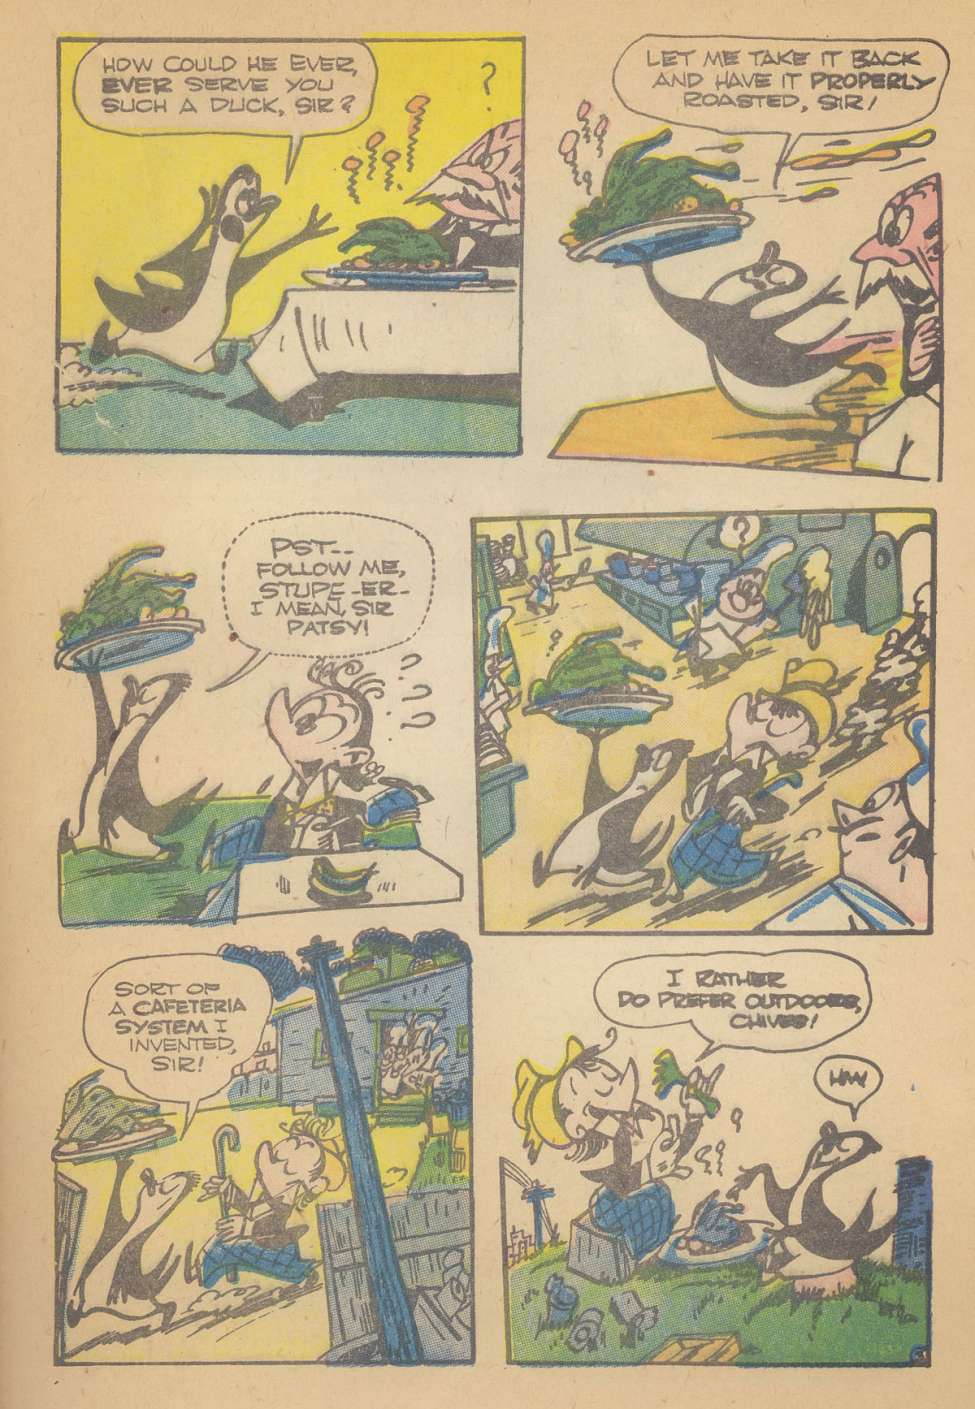 HOW COULD HE EVER,
EVER SERVE YOU
SUCH A DUCK, SIR?
?
LET ME TAKE IT BACK
AND HAVE IT PROPERLY
ROASTED, SIR!
PST--
FOLLOW ME,
STUPE-ER-
I MEAN, SIR
PATSY!
? ? ?
?
SORT OF
A CAFETERIA
SYSTEM I
INVENTED,
SIR!
I RATHER
DO PREFER OUTDOORS,
CHIVES!